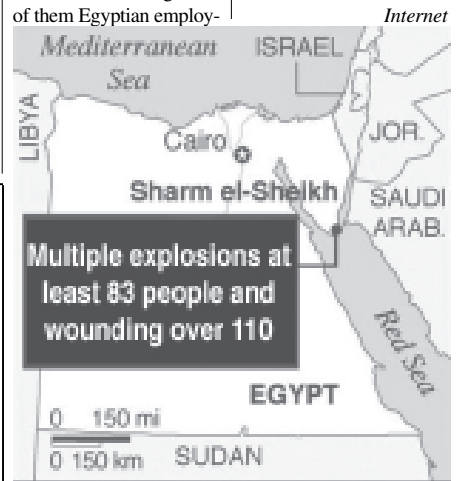 of them Egyptian employ-
Internet
Mediterranean
Sea
ISRAEL
LIBYA
Cairo
JOR.
Sharm el-Sheikh
SAUDI
ARAB.
Multiple explosions at
least 83 people and
wounding over 110
Red Sea
EGYPT
0 150 mi
0 150 km
SUDAN